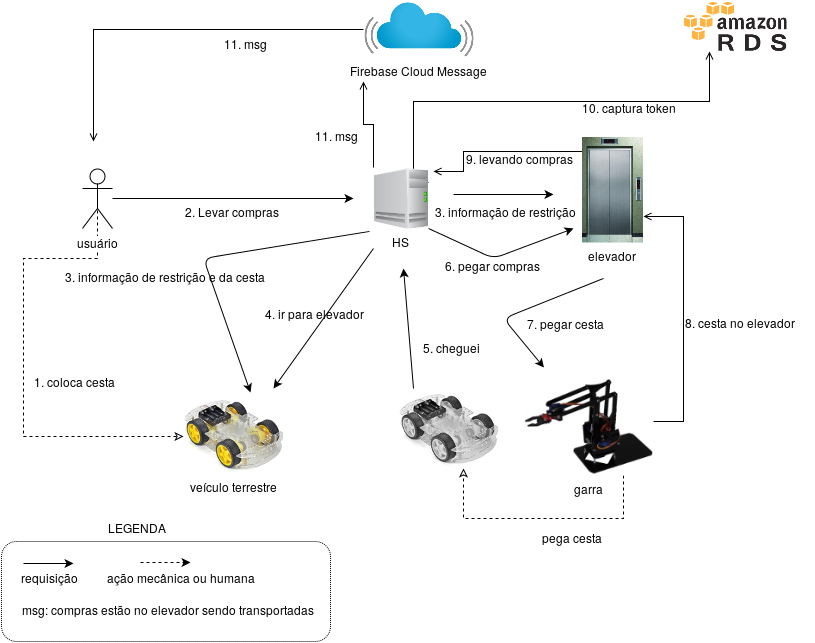 amazon
RDS
11. msg
Firebase Cloud Message
10. captura token
11. msg
9. levando compras
2. Levar compras
3. informação de restrição
usuário
HS
elevador
3. informação de restrição e da cesta
6. pegar compras
4. ir para elevador
7. pegar cesta
8. cesta no elevador
5. cheguei
1. coloca cesta
veículo terrestre
garra
pega cesta
LEGENDA
requisição
ação mecânica ou humana
msg: compras estão no elevador sendo transportadas